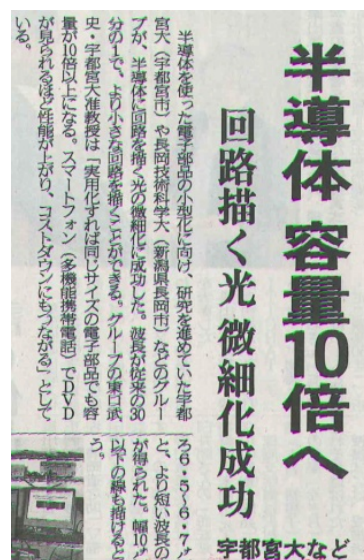 半導体 容量10倍へ
回路描く光 微細化成功
宇都宮大など
半導体を使った電子部品の小型化に向け、研究を進めていた宇都
宮大(宇都宮市)や長岡技術科学大(新潟県長岡市)などのグルー
プが、半導体に回路を描く光の微細化に成功した。波長が従来の30
分の1で、より小さな回路を描くことができる。グループの東口武
史・宇都宮大准教授は「実用化すれば同じサイズの電子部品でも容
量が10倍以上になる。スマートフォン(多機能携帯電話)でDVD
が見られるほど性能が上がり、コストダウンにもつながる」として
いる。
ろ6・5〜6・7
と、より短い波長の
が得られた。幅10
以下の線も描けると
う。